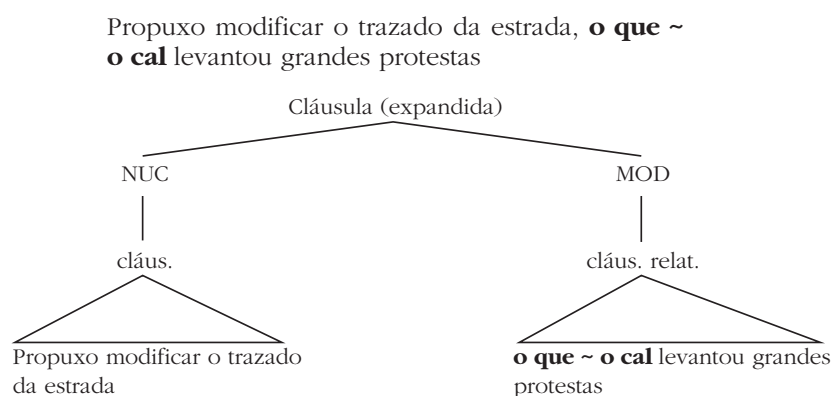 Propuxo modificar o trazado da estrada, o que ~
o cal levantou grandes protestas
Cláusula (expandida)
NUC
MOD
cláus.
cláus. relat.
Propuxo modificar o trazado
da estrada
o que ~ o cal levantou grandes
protestas